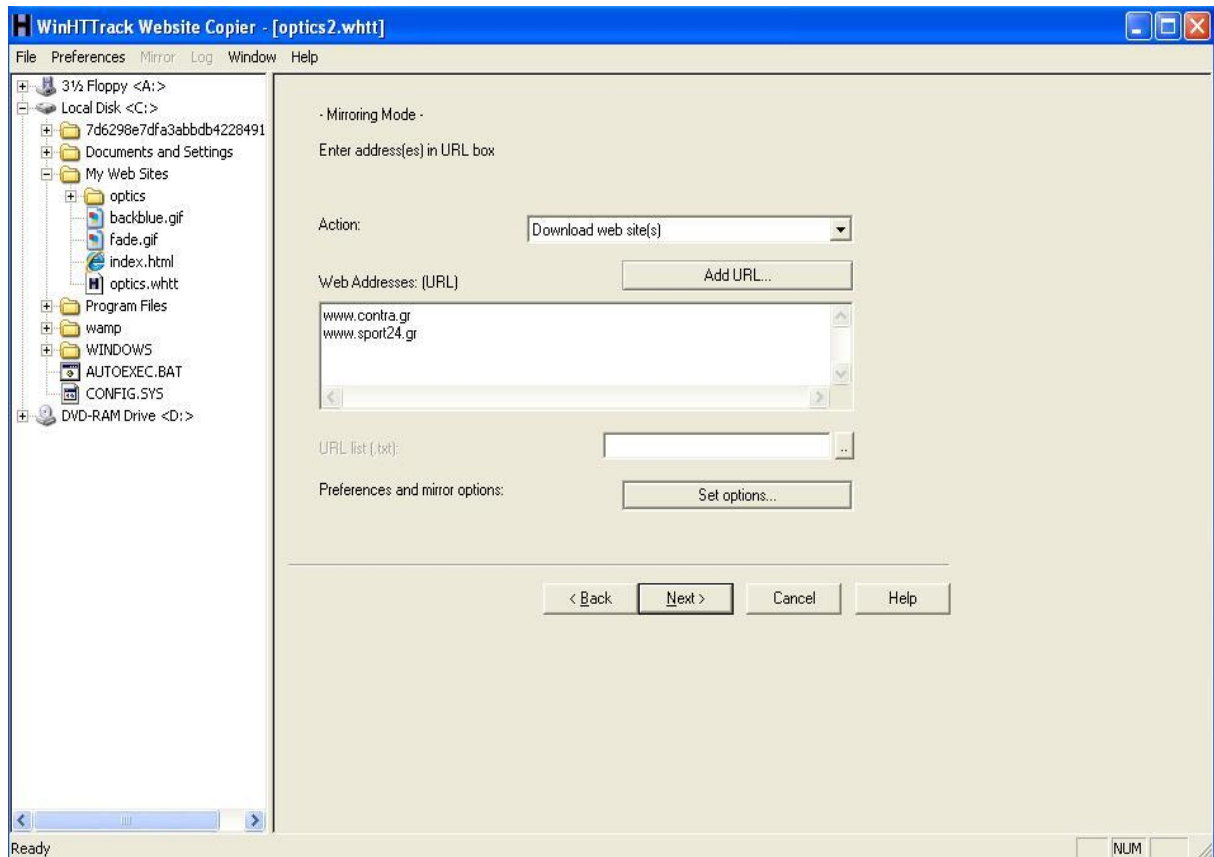 WinHTTrack Website Copier - [optics2.whtt]
File Preferences Mirror Log Window Help
3½ Floppy <A:>
Local Disk <C:>
7d6298e7dfa3abbdb4228491
Documents and Settings
My Web Sites
optics
backblue.gif
fade.gif
index.html
optics.whtt
Program Files
wamp
WINDOWS
AUTOEXEC.BAT
CONFIG.SYS
DVD-RAM Drive <D:>
- Mirroring Mode -
Enter address(es) in URL box
Action: Download web site(s)
Web Addresses: (URL) Add URL...
www.contra.gr
www.sport24.gr
URL list (.txt): ..
Preferences and mirror options: Set options...
< Back Next > Cancel Help
Ready NUM